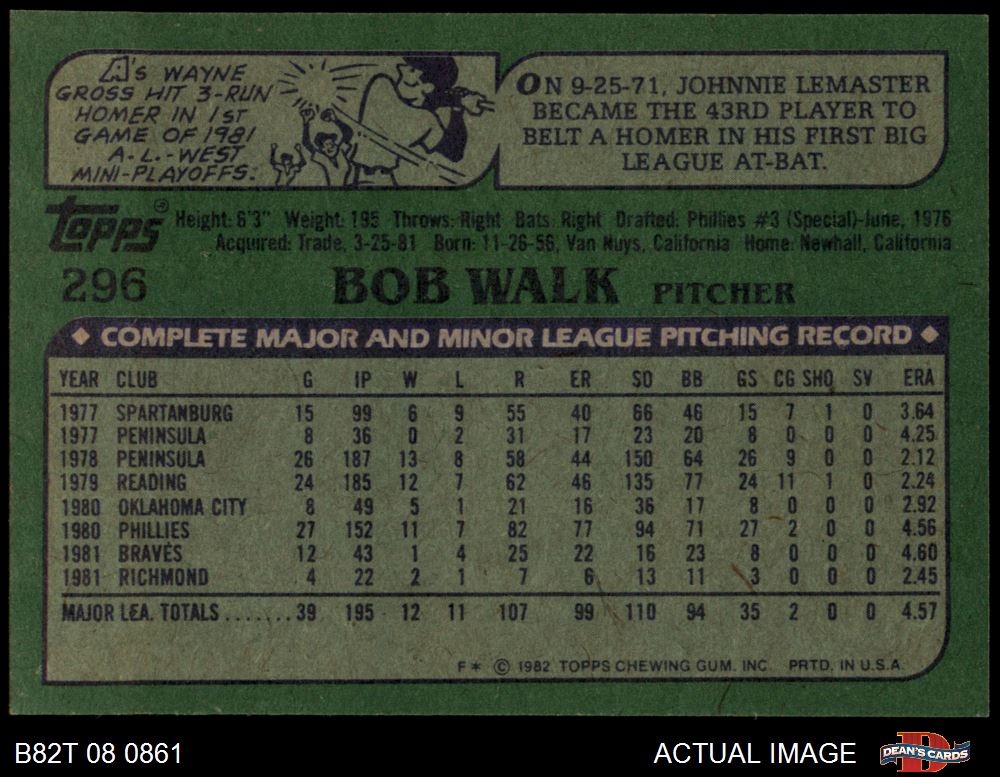 A's WAYNE
GROSS HIT 3-RUN
HOMER IN 1ST
GAME OF 1981
A.L.-WEST
MINI-PLAYOFFS.
ON 9-25-71, JOHNNIE LEMASTER
BECAME THE 43RD PLAYER TO
BELT A HOMER IN HIS FIRST BIG
LEAGUE AT-BAT.
Topps® Height: 6'3" Weight: 195 Throws: Right Bats: Right Drafted: Phillies #3 (Special)-June, 1976
Acquired: Trade, 3-25-81 Born: 11-26-56, Van Nuys, California Home: Newhall, California
296 BOB WALK PITCHER
◆ COMPLETE MAJOR AND MINOR LEAGUE PITCHING RECORD ◆
YEAR CLUB G IP W L R ER SO BB GS CG SHO SV ERA
1977 SPARTANBURG 15 99 6 9 55 40 66 46 15 7 1 0 3.64
1977 PENINSULA 8 36 0 2 31 17 23 20 8 0 0 0 4.25
1978 PENINSULA 26 187 13 8 58 44 150 64 26 9 0 0 2.12
1979 READING 24 185 12 7 62 46 135 77 24 11 1 0 2.24
1980 OKLAHOMA CITY 8 49 5 1 21 16 36 17 8 0 0 0 2.92
1980 PHILLIES 27 152 11 7 82 77 94 71 27 2 0 0 4.56
1981 BRAVES 12 43 1 4 25 22 16 23 8 0 0 0 4.60
1981 RICHMOND 4 22 2 1 7 6 13 11 3 0 0 0 2.45
MAJOR LEA. TOTALS.......39 195 12 11 107 99 110 94 35 2 0 0 4.57
F* © 1982 TOPPS CHEWING GUM, INC. PRTD. IN U.S.A.
B82T 08 0861 ACTUAL IMAGE DEAN'S CARDS